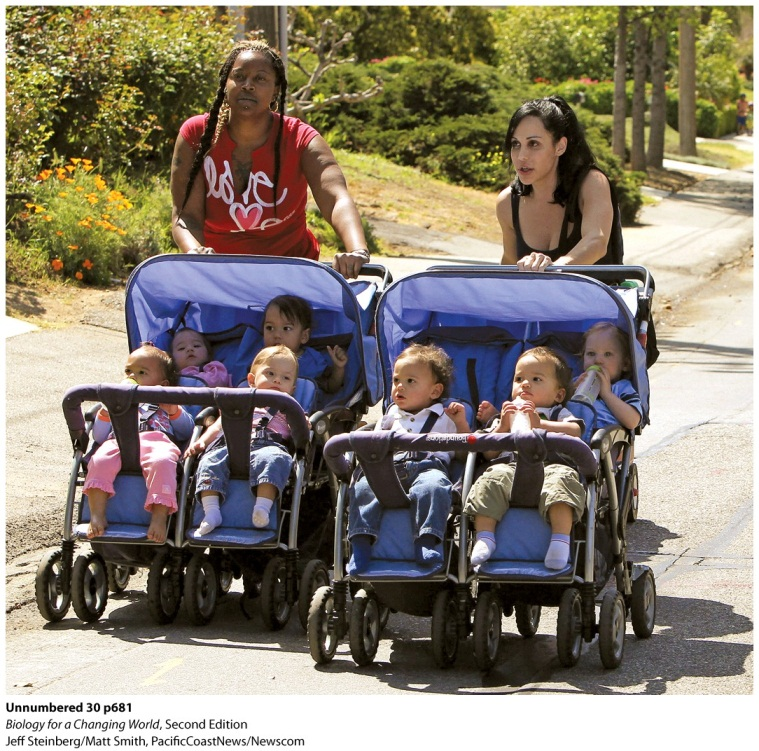 Unnumbered 30 p681
Biology for a Changing World, Second Edition
Jeff Steinberg/Matt Smith, PacificCoastNews/Newscom